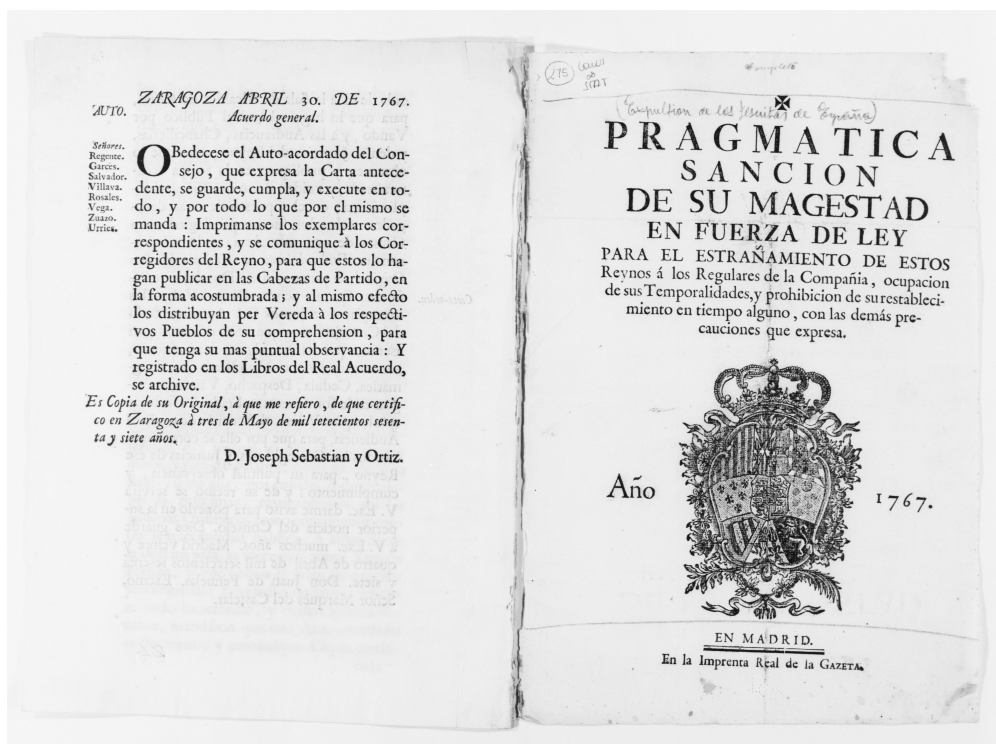 ZARAGOZA ABRIL 30. DE 1767.
AUTO.
Acuerdo general.
Señores.
Regente.
Garces.
Salvador.
Villava.
Rosales.
Vega.
Zuazo.
Urries.
OBedecese el Auto-acordado del Con-
sejo, que expresa la Carta antece-
dente, se guarde, cumpla, y execute en to-
do, y por todo lo que por el mismo se
manda : Imprimanse los exemplares cor-
respondientes, y se comunique à los Cor-
regidores del Reyno, para que estos lo ha-
gan publicar en las Cabezas de Partido, en
la forma acostumbrada; y al mismo efecto
los distribuyan per Vereda à los respecti-
vos Pueblos de su comprehension, para
que tenga su mas puntual observancia : Y
registrado en los Libros del Real Acuerdo,
se archive.
Es Copia de su Original, à que me refiero, de que certifi-
co en Zaragoza à tres de Mayo de mil setecientos sesen-
ta y siete años.
D. Joseph Sebastian y Ortiz.
275
(Expulsion de los Jesuitas de España)
PRAGMATICA
SANCION
DE SU MAGESTAD
EN FUERZA DE LEY
PARA EL ESTRAÑAMIENTO DE ESTOS
Reynos á los Regulares de la Compañia, ocupacion
de sus Temporalidades, y prohibicion de su restableci-
miento en tiempo alguno, con las demás pre-
cauciones que expresa.
Año 1767.
EN MADRID.
En la Imprenta Real de la GAZETA.